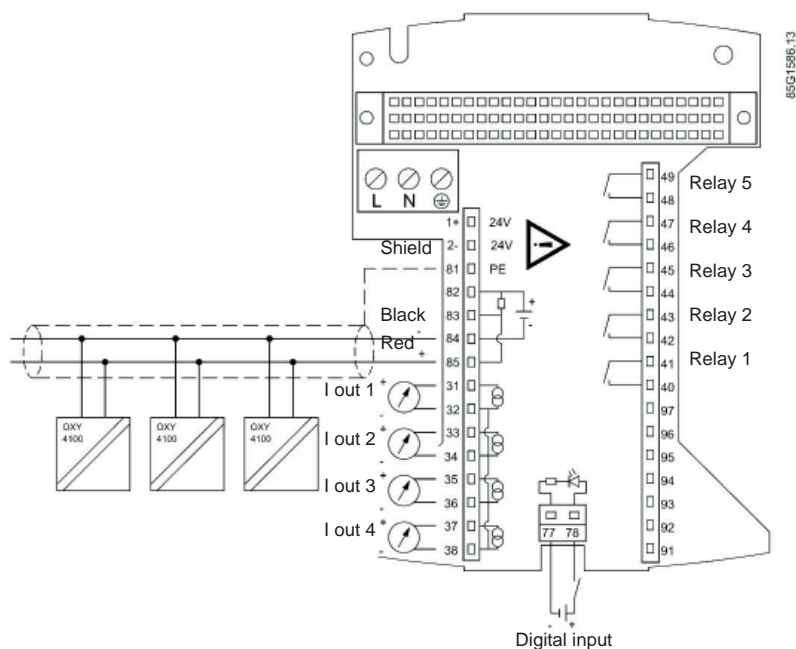 85G1586.13
L N
1+ 24V
Shield 2- 24V
81 PE
82
Black 83
- 84
Red + 85
I out 1 + 31
- 32
I out 2 + 33
- 34
I out 3 + 35
- 36
I out 4 + 37
- 38
+
-
OXY
4100
OXY
4100
OXY
4100
49 Relay 5
48
47 Relay 4
46
45 Relay 3
44
43 Relay 2
42
41 Relay 1
40
97
96
95
94
93
92
91
77 78
- +
Digital input